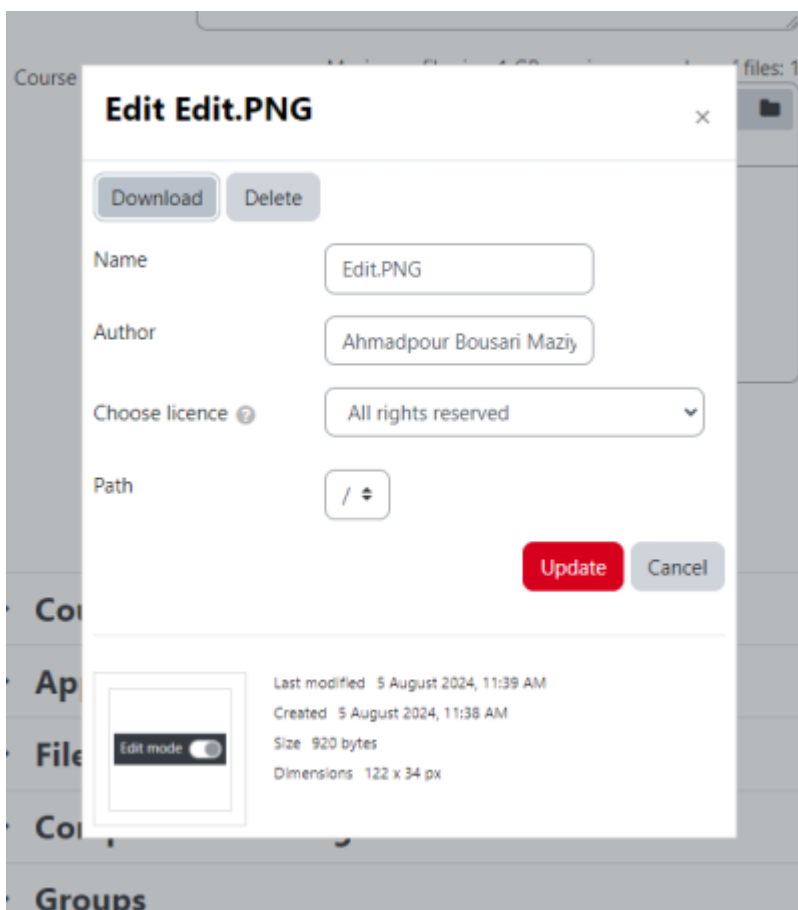 files: 1
Course
Edit Edit.PNG
×
Download Delete
Name Edit.PNG
Author Ahmadpour Bousari Maziy
Choose licence All rights reserved
Path /
Update Cancel
Last modified 5 August 2024, 11:39 AM
Created 5 August 2024, 11:38 AM
Size 920 bytes
Dimensions 122 x 34 px
Edit mode
Groups